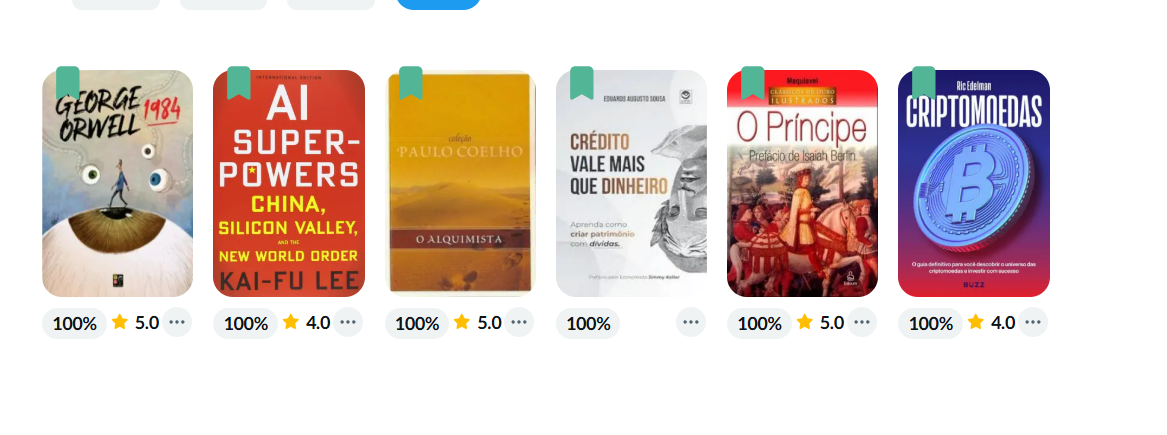 GEORGE
ORWELL
1984
INTERNATIONAL EDITION
AI
SUPER-
POWERS
CHINA,
SILICON VALLEY,
AND THE
NEW WORLD ORDER
KAI-FU LEE
coleção
PAULO COELHO
O ALQUIMISTA
EDUARDO AUGUSTO SOUSA
CRÉDITO
VALE MAIS
QUE DINHEIRO
Aprenda como
criar patrimônio
com dívidas.
Maquiavel
CLÁSSICOS DE OURO
ILUSTRADOS
O Príncipe
Prefácio de Isaiah Berlin
Ric Edelman
CRIPTOMOEDAS
O guia definitivo para você descobrir o universo das
criptomoedas e investir com sucesso
BUZZ
100% 5.0
100% 4.0
100% 5.0
100%
100% 5.0
100% 4.0